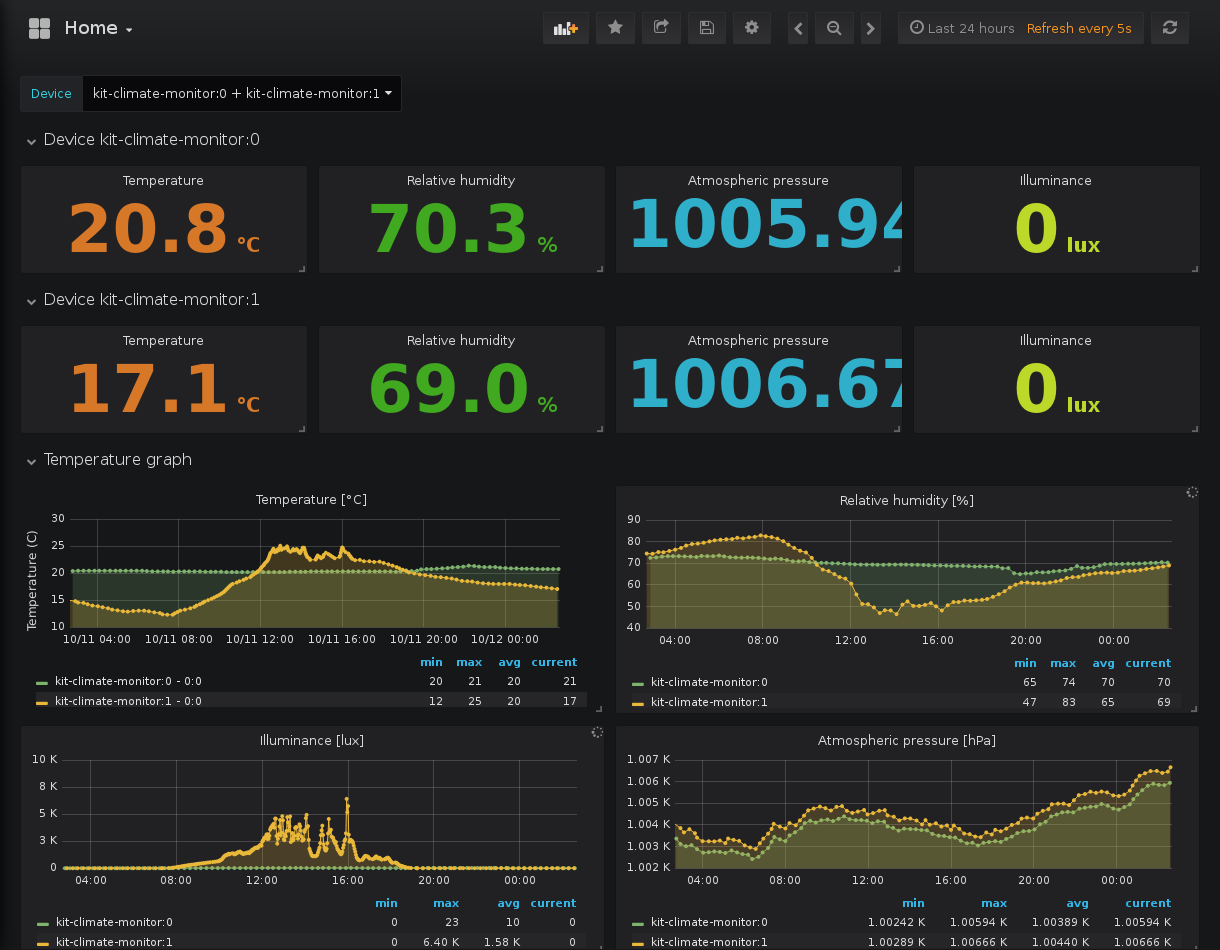 Home
Last 24 hours Refresh every 5s
Device kit-climate-monitor:0 + kit-climate-monitor:1
Device kit-climate-monitor:0
Temperature Relative humidity Atmospheric pressure Illuminance
20.8 °C 70.3 % 1005.94 0 lux
Device kit-climate-monitor:1
Temperature Relative humidity Atmospheric pressure Illuminance
17.1 °C 69.0 % 1006.67 0 lux
Temperature graph
Temperature [°C]
Temperature (C)
30
25
20
15
10
10/11 04:00 10/11 08:00 10/11 12:00 10/11 16:00 10/11 20:00 10/12 00:00
min max avg current
kit-climate-monitor:0 - 0:0 20 21 20 21
kit-climate-monitor:1 - 0:0 12 25 20 17
Relative humidity [%]
90
80
70
60
50
40
04:00 08:00 12:00 16:00 20:00 00:00
min max avg current
kit-climate-monitor:0 65 74 70 70
kit-climate-monitor:1 47 83 65 69
Illuminance [lux]
10 K
8 K
5 K
3 K
0
04:00 08:00 12:00 16:00 20:00 00:00
min max avg current
kit-climate-monitor:0 0 23 10 0
kit-climate-monitor:1 0 6.40 K 1.58 K 0
Atmospheric pressure [hPa]
1.007 K
1.006 K
1.005 K
1.004 K
1.003 K
1.002 K
04:00 08:00 12:00 16:00 20:00 00:00
min max avg current
kit-climate-monitor:0 1.00242 K 1.00594 K 1.00389 K 1.00594 K
kit-climate-monitor:1 1.00289 K 1.00666 K 1.00440 K 1.00666 K